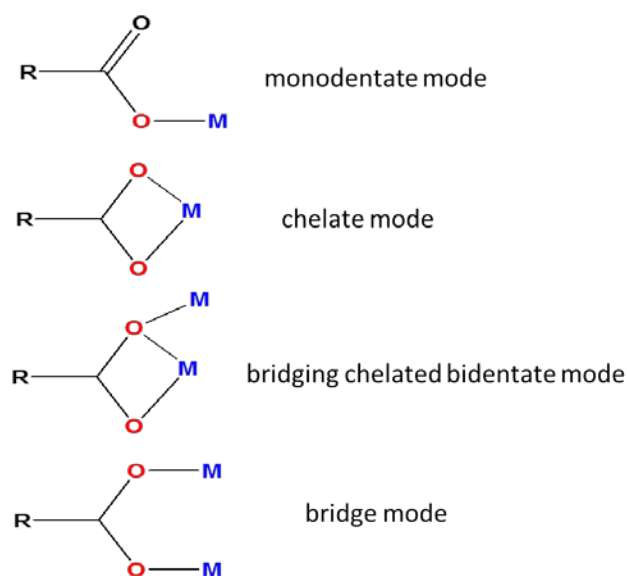 O
R
O M
monodentate mode
O
R M
chelate mode
O
M
O
R M
bridging chelated bidentate mode
O
O M
R
bridge mode
O M